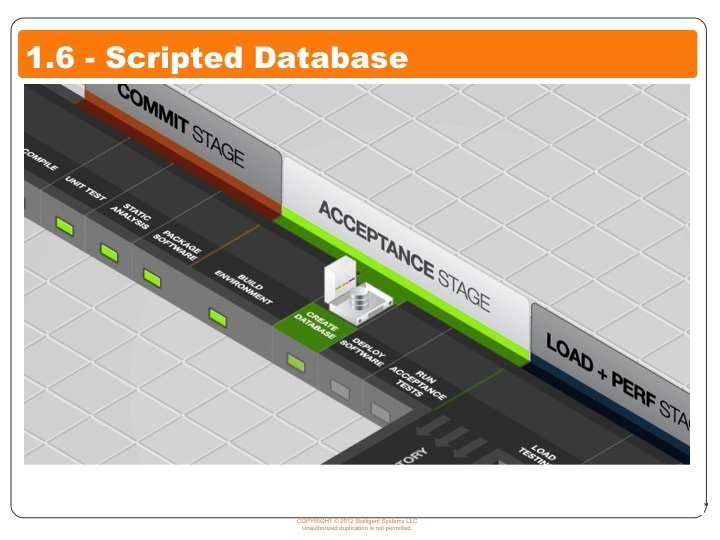 1.6 - Scripted Database
COMMIT STAGE
ACCEPTANCE STAGE
LOAD + PERF STA
COMPILE
UNIT TEST
STATIC
ANALYSIS
PACKAGE
SOFTWARE
BUILD
ENVIRONMENT
CREATE
DATABASE
DEPLOY
SOFTWARE
RUN
ACCEPTANCE
TESTS
LOAD
TESTIN
TORY
COPYRIGHT © 2012 Stelligent Systems LLC
Unauthorized duplication is not permitted.